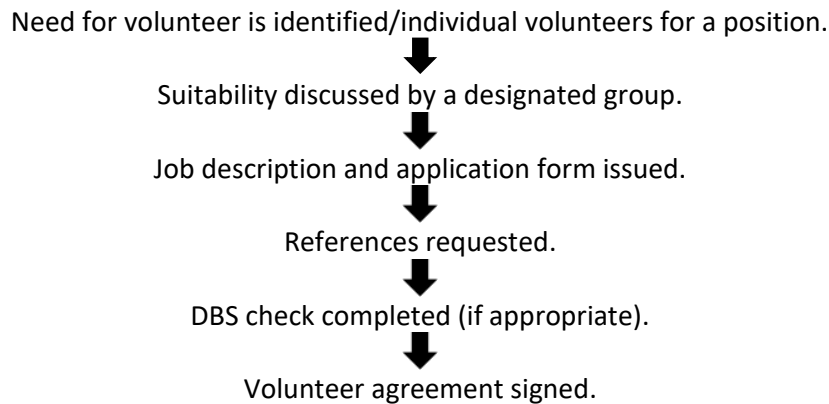 Need for volunteer is identified/individual volunteers for a position.
Suitability discussed by a designated group.
Job description and application form issued.
References requested.
DBS check completed (if appropriate).
Volunteer agreement signed.